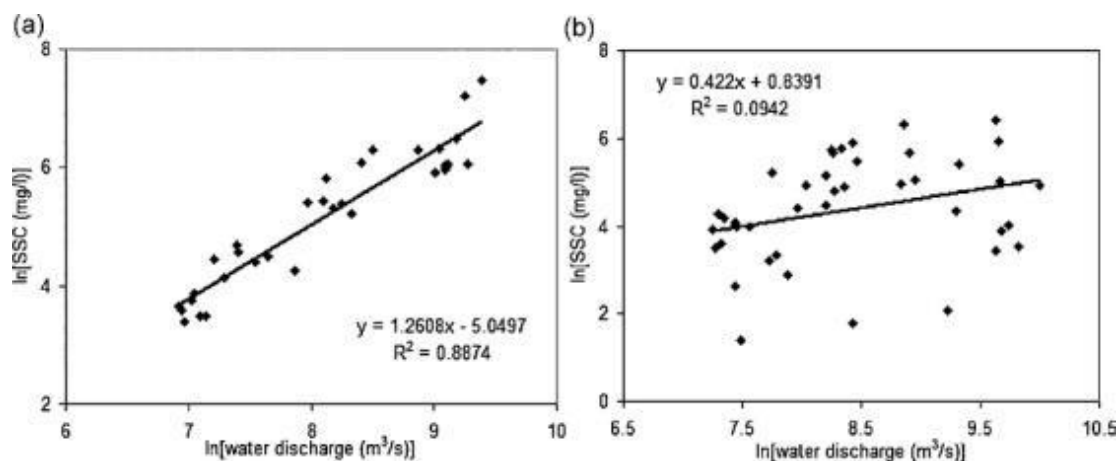 (a)
8
6
4
2
ln[SSC (mg/l)]
y = 1.2608x - 5.0497
R² = 0.8874
6
7
8
9
10
ln[water discharge (m³/s)]
(b)
8
6
4
2
0
ln[SSC (mg/l)]
y = 0.422x + 0.8391
R² = 0.0942
6.5
7.5
8.5
9.5
10.5
ln[water discharge (m³/s)]